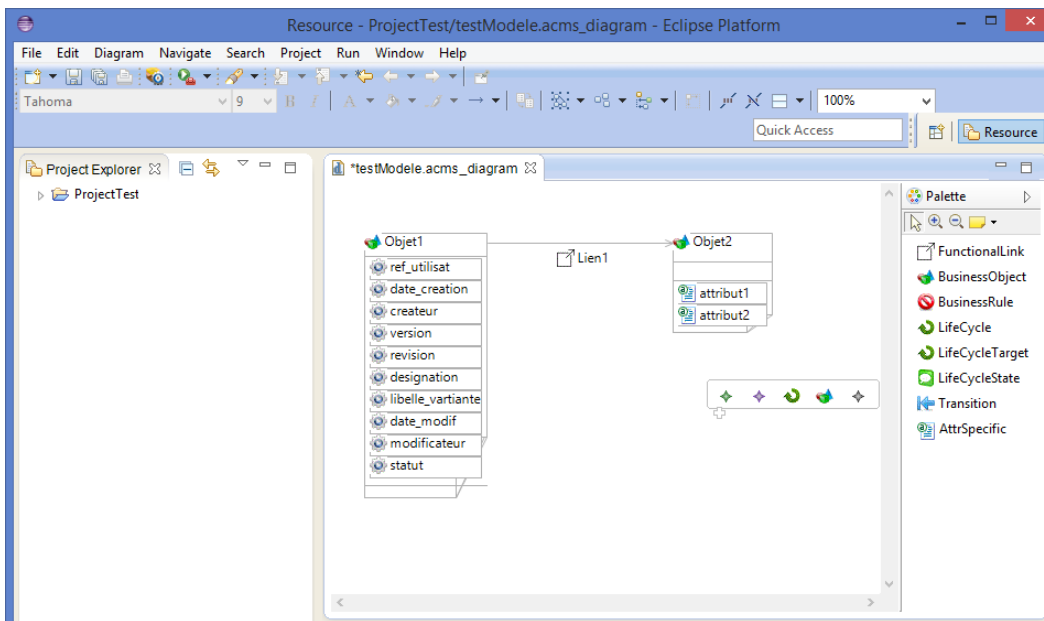 Resource - ProjectTest/testModele.acms_diagram - Eclipse Platform
File Edit Diagram Navigate Search Project Run Window Help
Tahoma 9 B I A 100%
Quick Access Resource
Project Explorer
ProjectTest
*testModele.acms_diagram
Objet1
ref_utilisat
date_creation
createur
version
revision
designation
libelle_vartiante
date_modif
modificateur
statut
Lien1
Objet2
attribut1
attribut2
Palette
FunctionalLink
BusinessObject
BusinessRule
LifeCycle
LifeCycleTarget
LifeCycleState
Transition
AttrSpecific